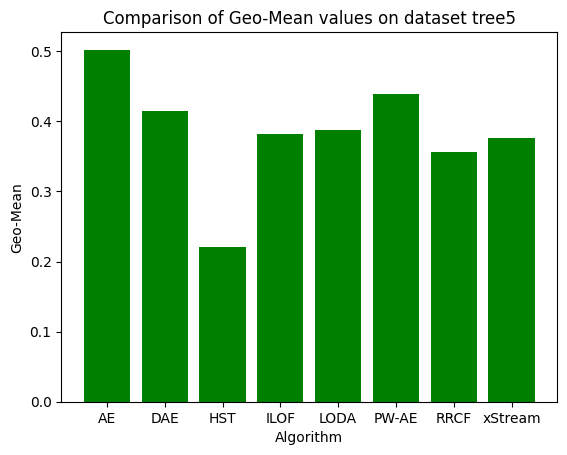 Comparison of Geo-Mean values on dataset tree5
0.5
0.4
0.3
0.2
0.1
0.0
Geo-Mean
AE DAE HST ILOF LODA PW-AE RRCF xStream
Algorithm